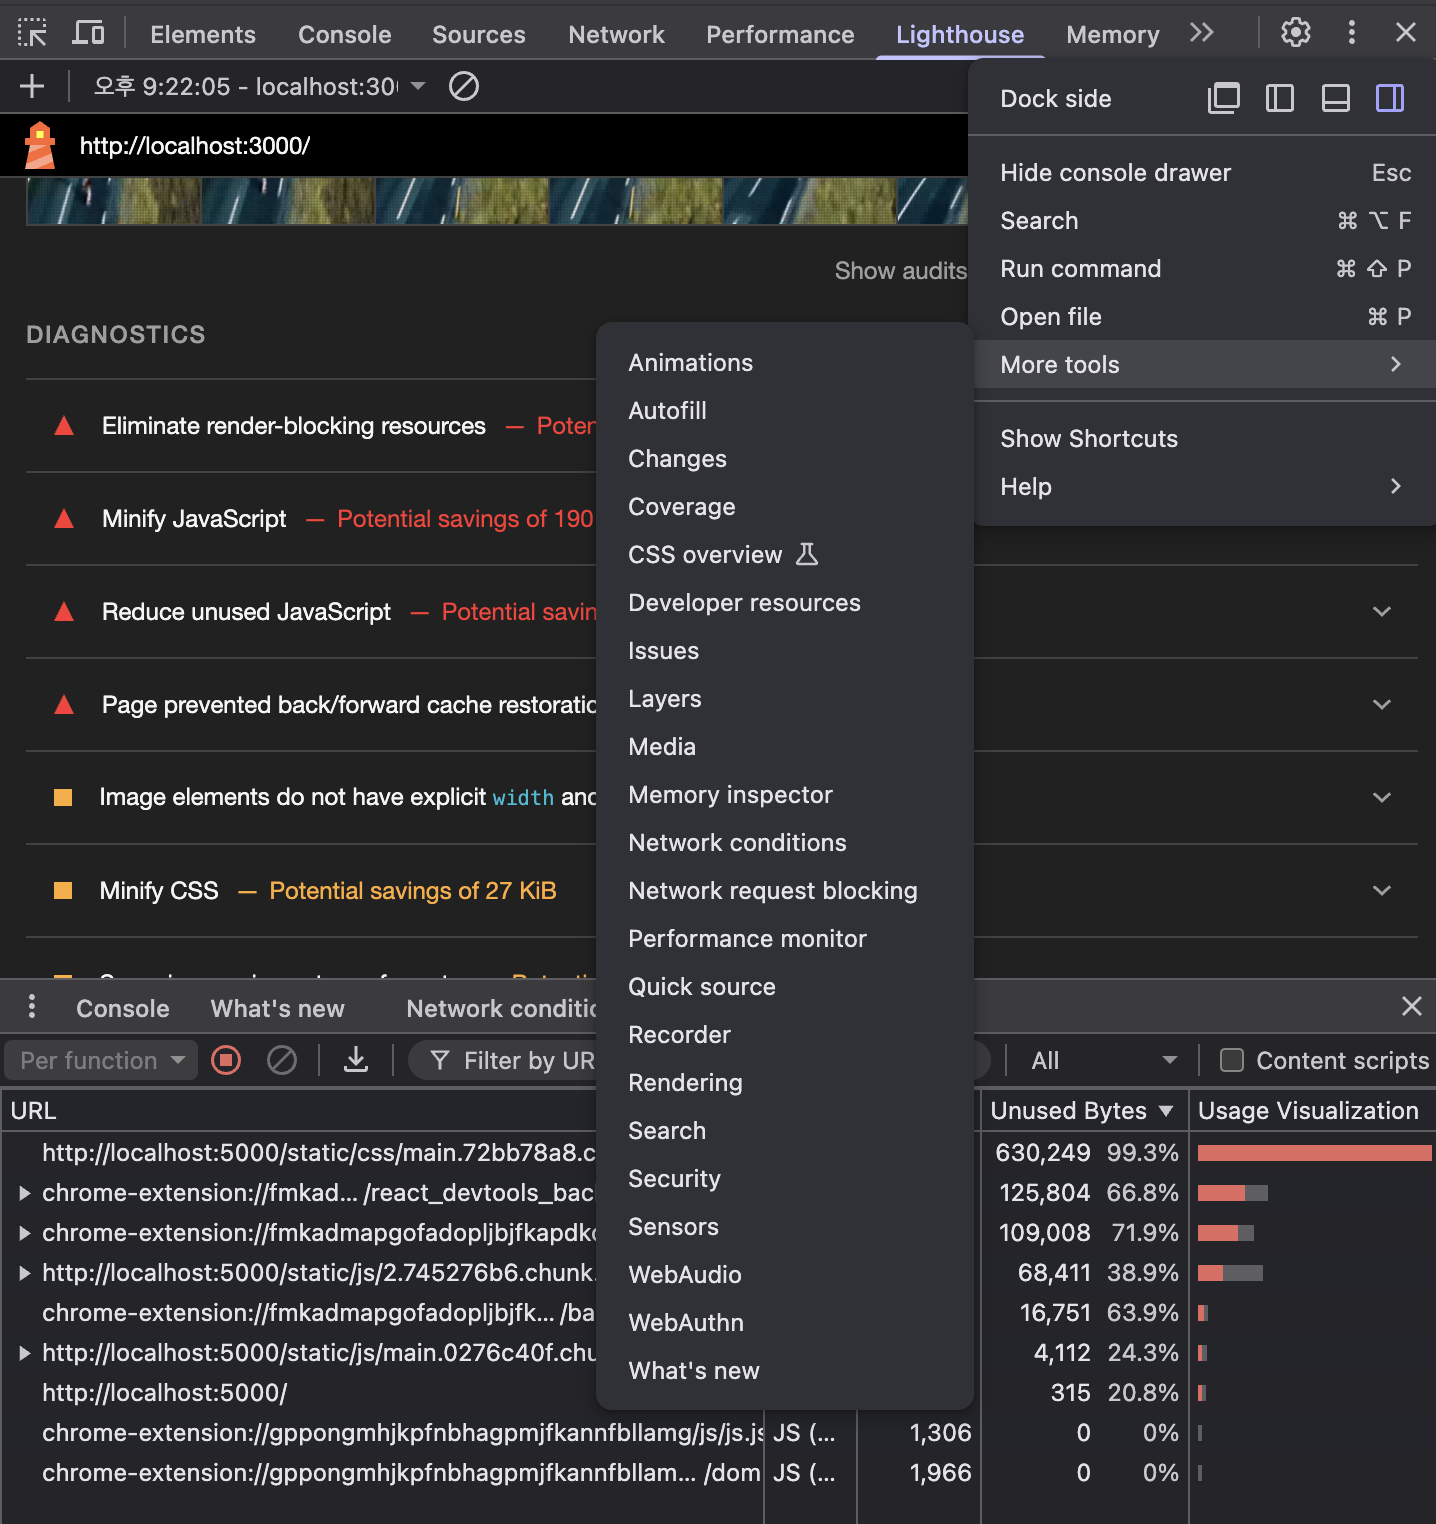 Elements Console Sources Network Performance Lighthouse Memory
오후 9:22:05 - localhost:30
http://localhost:3000/
Dock side
Hide console drawer Esc
Search ⌘ ⌥ F
Run command ⌘ ⇧ P
Open file ⌘ P
More tools
Show Shortcuts
Help
Show audits
DIAGNOSTICS
Eliminate render-blocking resources —
Minify JavaScript — Potential savings of 190
Reduce unused JavaScript — Potential
Page prevented back/forward cache
Image elements do not have explicit width and
Minify CSS — Potential savings of 27 KiB
Animations
Autofill
Changes
Coverage
CSS overview
Developer resources
Issues
Layers
Media
Memory inspector
Network conditions
Network request blocking
Performance monitor
Quick source
Recorder
Rendering
Search
Security
Sensors
WebAudio
WebAuthn
What's new
Console What's new Network
Per function Filter by UR All Content scripts
URL Unused Bytes ▼ Usage Visualization
http://localhost:5000/static/css/main.72bb78a8.c 630,249 99.3%
chrome-extension://fmkad… /react_devtools_bac 125,804 66.8%
chrome-extension://fmkadmapgofadopljbjfkapdko 109,008 71.9%
http://localhost:5000/static/js/2.745276b6.chunk. 68,411 38.9%
chrome-extension://fmkadmapgofadopljbjfk… /ba 16,751 63.9%
http://localhost:5000/static/js/main.0276c40f.chu 4,112 24.3%
http://localhost:5000/ 315 20.8%
chrome-extension://gppongmhjkpfnbhagpmjfkannfbllamg/js/js.js JS (… 1,306 0 0%
chrome-extension://gppongmhjkpfnbhagpmjfkannfbllam… /dom JS (… 1,966 0 0%